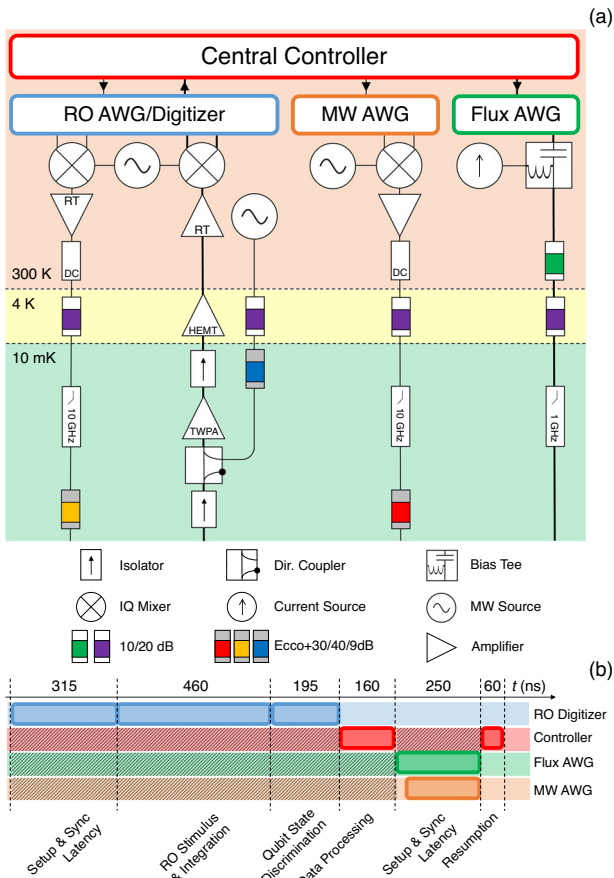 (a)
Central Controller
RO AWG/Digitizer
MW AWG
Flux AWG
RT
RT
DC
DC
300 K
4 K
HEMT
10 mK
TWPA
10 GHz
10 GHz
1 GHz
Isolator
Dir. Coupler
Bias Tee
IQ Mixer
Current Source
MW Source
10/20 dB
Ecco+30/40/9dB
Amplifier
(b)
315 460 195 160 250 60 t (ns)
RO Digitizer
Controller
Flux AWG
MW AWG
Setup & Sync
Latency
RO Stimulus
& Integration
Qubit State
Discrimination
Data Processing
Setup & Sync
Latency
Resumption